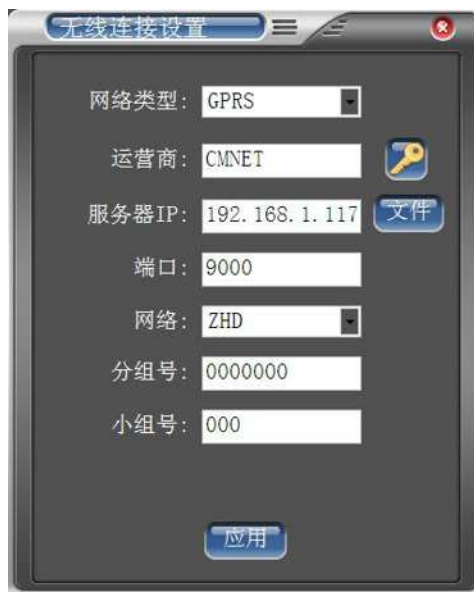 无线连接设置
网络类型: GPRS
运营商: CMNET
服务器IP: 192.168.1.117 文件
端口: 9000
网络: ZHD
分组号: 0000000
小组号: 000
应用